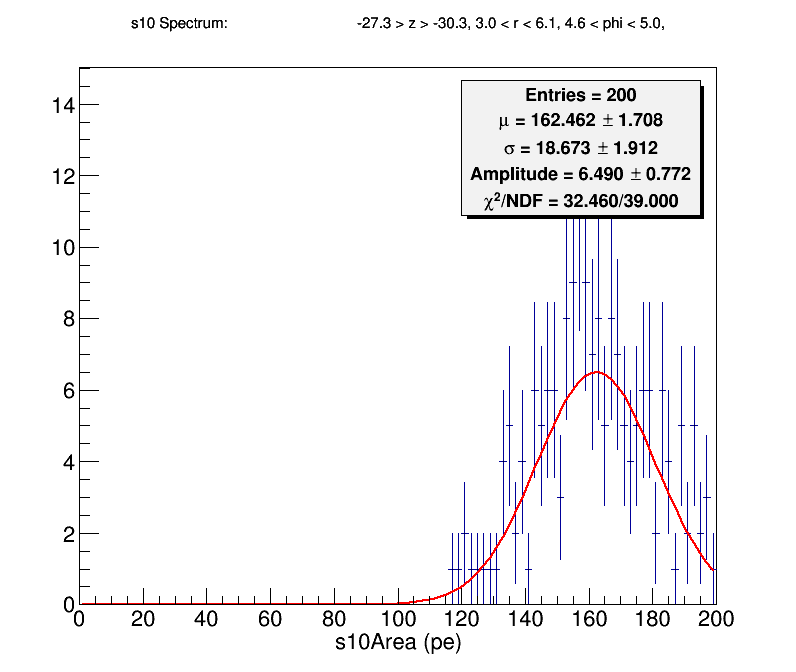 s10 Spectrum: -27.3 > z > -30.3, 3.0 < r < 6.1, 4.6 < phi < 5.0,
Entries = 200
μ = 162.462 ± 1.708
σ = 18.673 ± 1.912
Amplitude = 6.490 ± 0.772
χ²/NDF = 32.460/39.000
14
12
10
8
6
4
2
0
0 20 40 60 80 100 120 140 160 180 200
s10Area (pe)